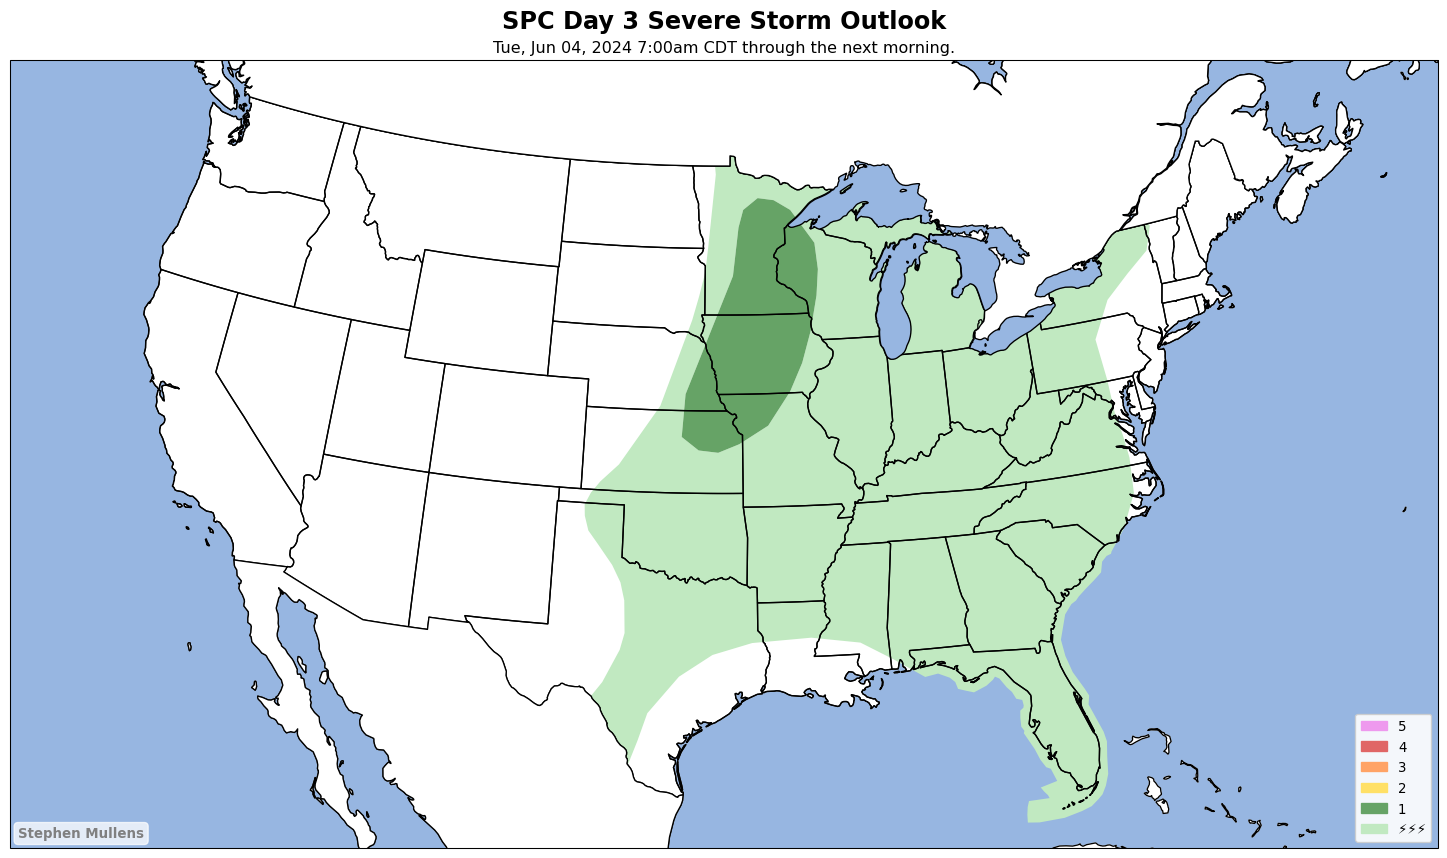 SPC Day 3 Severe Storm Outlook
Tue, Jun 04, 2024 7:00am CDT through the next morning.
5
4
3
2
1
⚡⚡⚡
Stephen Mullens